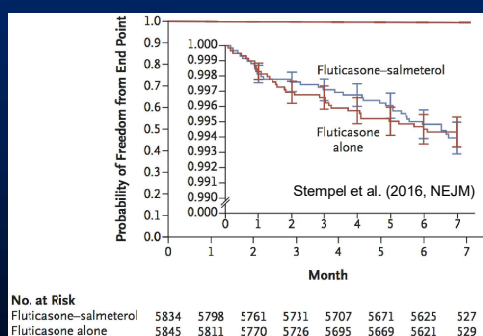 Probability of Freedom from End Point
1.0
0.9
0.8
0.7
0.6
0.5
0.4
0.3
0.2
0.1
0.0
1.000
0.999
0.998
0.997
0.996
0.995
0.994
0.993
0.992
0.991
0.990
0.000
Fluticasone–salmeterol
Fluticasone
alone
Stempel et al. (2016, NEJM)
0 1 2 3 4 5 6 7
0 1 2 3 4 5 6 7
Month
No. at Risk
Fluticasone–salmeterol 5834 5798 5761 5731 5707 5671 5625 527
Fluticasone alone 5845 5811 5770 5726 5695 5669 5621 529